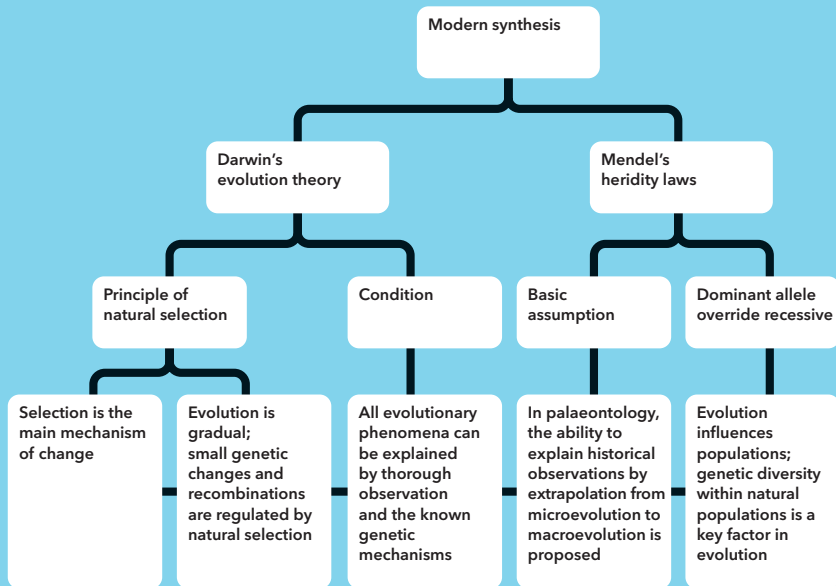 Modern synthesis
Darwin's
evolution theory
Mendel's
heridity laws
Principle of
natural selection
Condition
Basic
assumption
Dominant allele
override recessive
Selection is the
main mechanism
of change
Evolution is
gradual;
small genetic
changes and
recombinations
are regulated by
natural selection
All evolutionary
phenomena can
be explained
by thorough
observation
and the known
genetic
mechanisms
In palaeontology,
the ability to
explain historical
observations by
extrapolation from
microevolution to
macroevolution is
proposed
Evolution
influences
populations;
genetic diversity
within natural
populations is a
key factor in
evolution